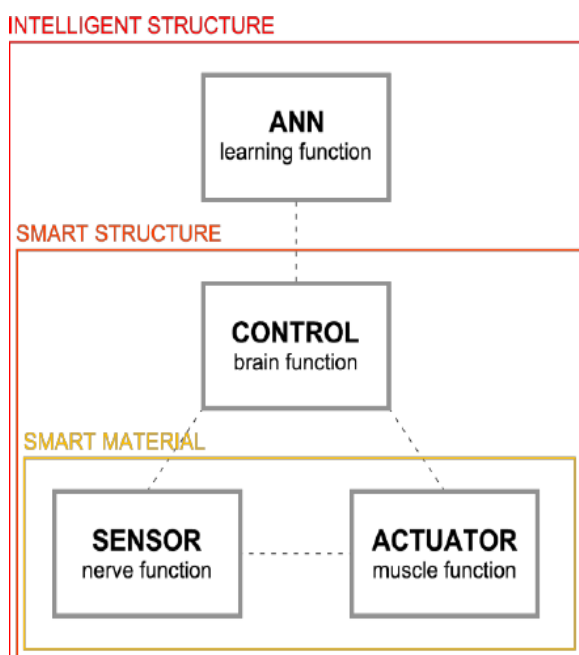 INTELLIGENT STRUCTURE
ANN
learning function
SMART STRUCTURE
CONTROL
brain function
SMART MATERIAL
SENSOR
nerve function
ACTUATOR
muscle function